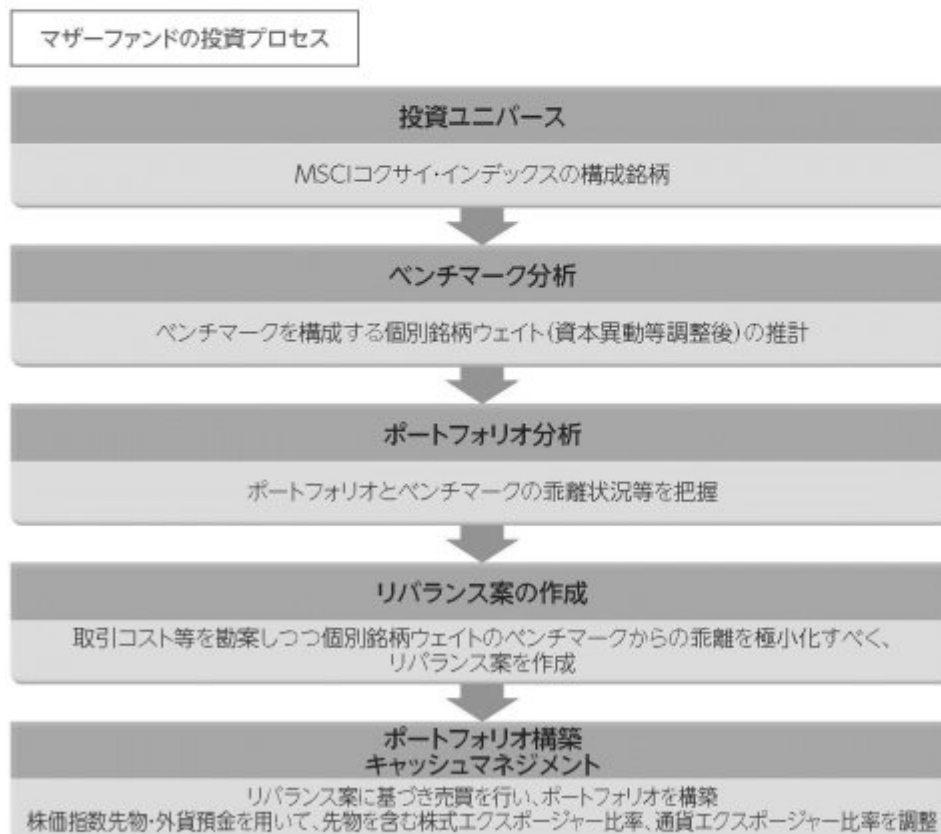 マザーファンドの投資プロセス
投資ユニバース
MSCIコクサイ・インデックスの構成銘柄
ベンチマーク分析
ベンチマークを構成する個別銘柄ウェイト(資本異動等調整後)の推計
ポートフォリオ分析
ポートフォリオとベンチマークの乖離状況等を把握
リバランス案の作成
取引コスト等を勘案しつつ個別銘柄ウェイトのベンチマークからの乖離を極小化すべく、
リバランス案を作成
ポートフォリオ構築
キャッシュマネジメント
リバランス案に基づき売買を行い、ポートフォリオを構築
株価指数先物・外貨預金を用いて、先物を含む株式エクスポージャー比率、通貨エクスポージャー比率を調整